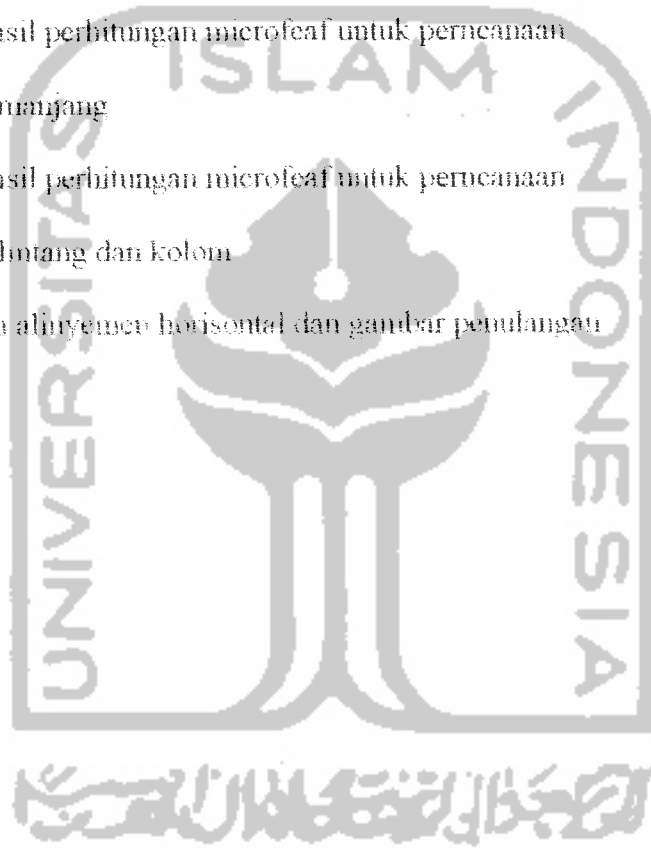 asil perhitungan microfeaf untuk perncanaan
manjang
asil perhitungan microfeaf untuk perncanaan
lintang dan kolom
n alinyemen horisontal dan gambar penulangan
UNIVERSITAS
ISLAM
INDONESIA